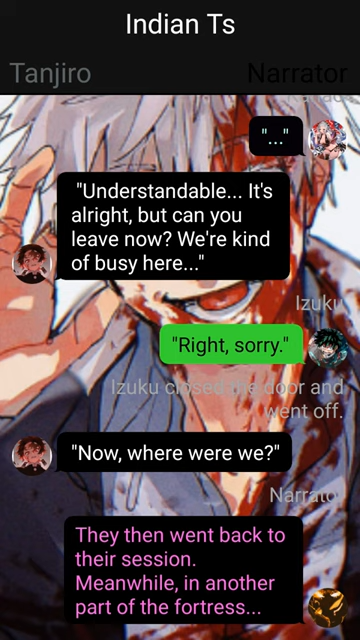 Indian Ts
Tanjiro
Narrator
"..."
"Understandable... It's
alright, but can you
leave now? We're kind
of busy here..."
Izuku
"Right, sorry."
Izuku closed the door and
went off.
"Now, where were we?"
Narrator
They then went back to
their session.
Meanwhile, in another
part of the fortress...